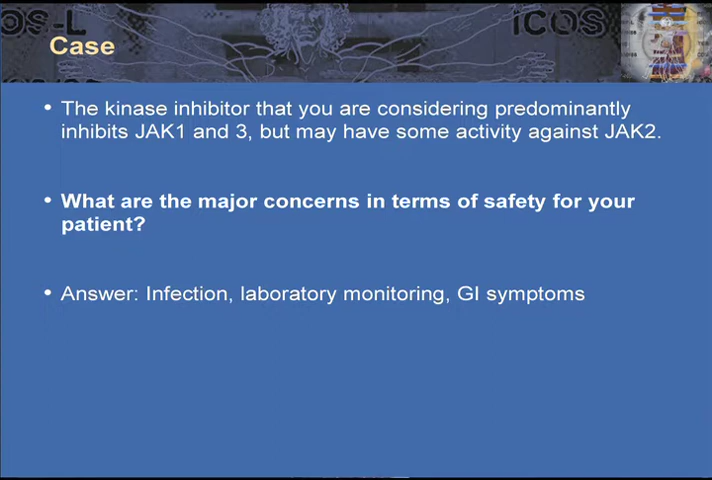 OS-L
ICOS
Case
• The kinase inhibitor that you are considering predominantly
inhibits JAK1 and 3, but may have some activity against JAK2.
• What are the major concerns in terms of safety for your
patient?
• Answer: Infection, laboratory monitoring, GI symptoms